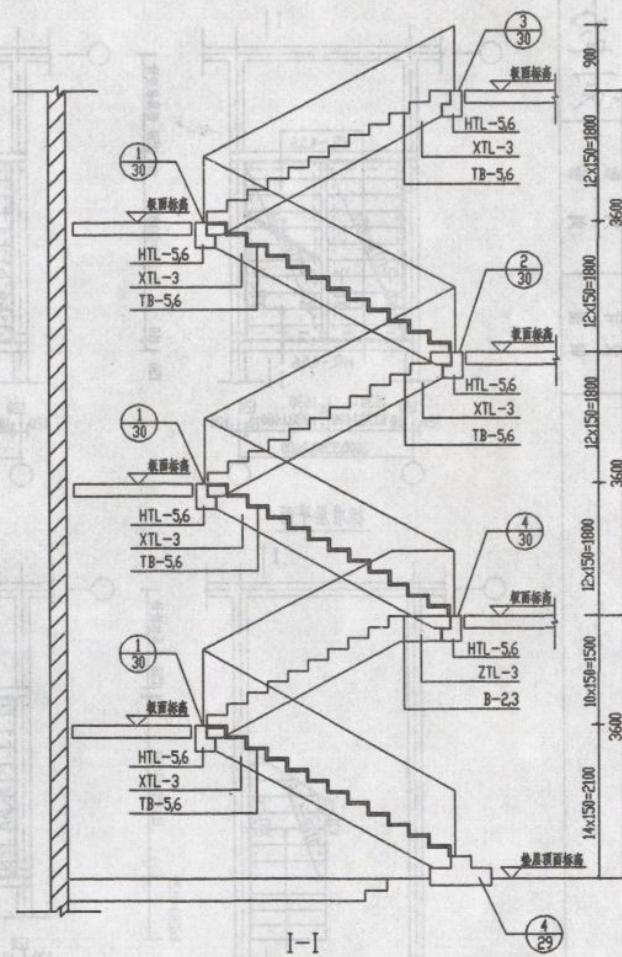 3
30
板面标高
HTL-5,6
XTL-3
TB-5,6
900
12x150=1800
3600
1
30
板面标高
HTL-5,6
XTL-3
TB-5,6
12x150=1800
2
30
板面标高
HTL-5,6
XTL-3
TB-5,6
12x150=1800
3600
1
30
板面标高
HTL-5,6
XTL-3
TB-5,6
12x150=1800
4
30
板面标高
HTL-5,6
ZTL-3
B-2,3
10x150=1500
3600
1
30
板面标高
HTL-5,6
XTL-3
TB-5,6
14x150=2100
垫层顶面标高
4
29
I-I